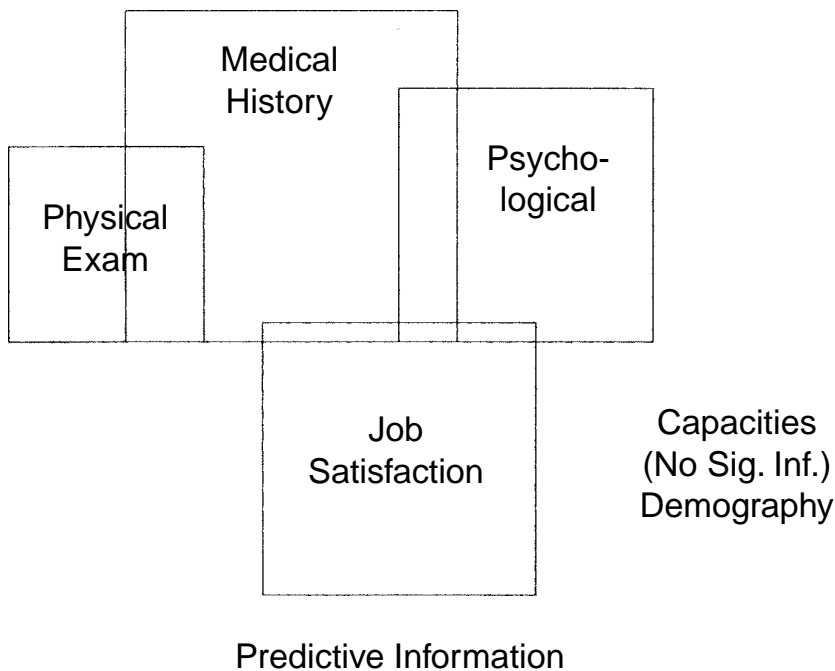 Medical
History
Psycho-
logical
Physical
Exam
Job
Satisfaction
Capacities
(No Sig. Inf.)
Demography
Predictive Information